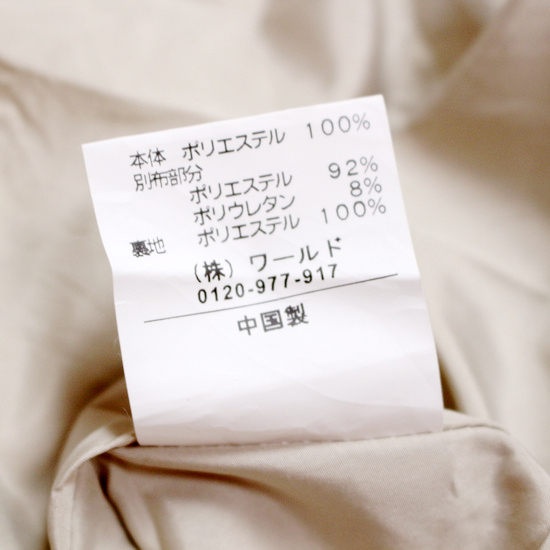 本体 ポリエステル 100%
別布部分
ポリエステル 92%
ポリウレタン 8%
裏地 ポリエステル 100%
（株）ワールド
0120-977-917
中国製